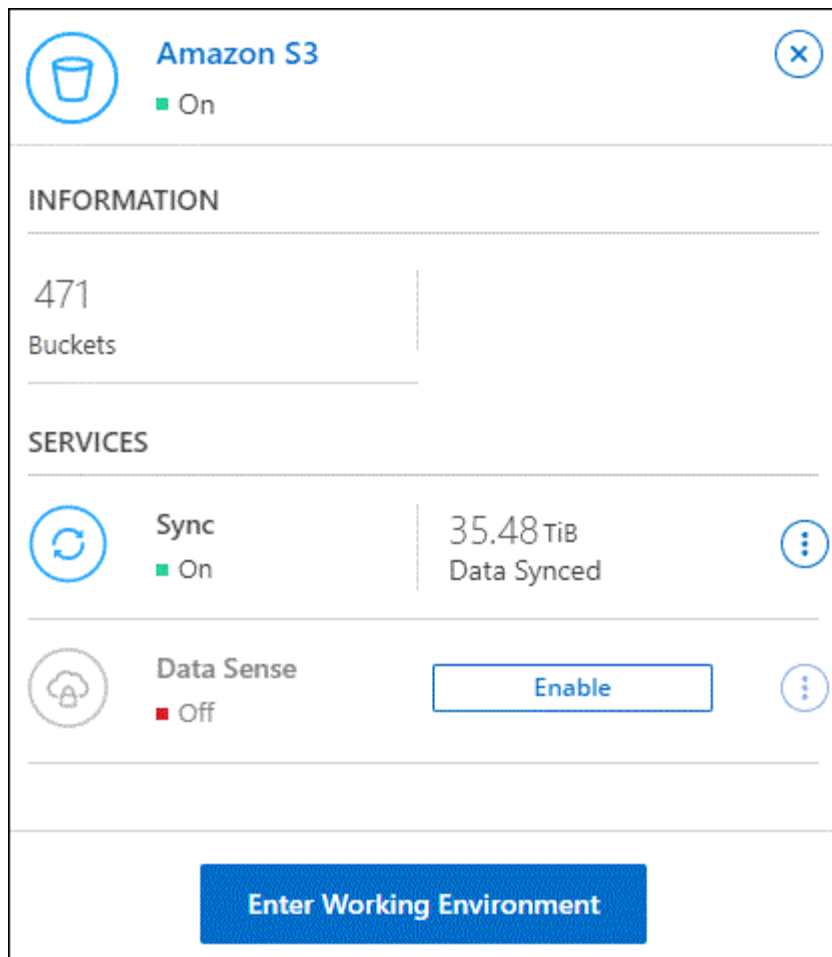 Amazon S3
On
INFORMATION
471
Buckets
SERVICES
Sync
On
35.48 TiB
Data Synced
Data Sense
Off
Enable
Enter Working Environment